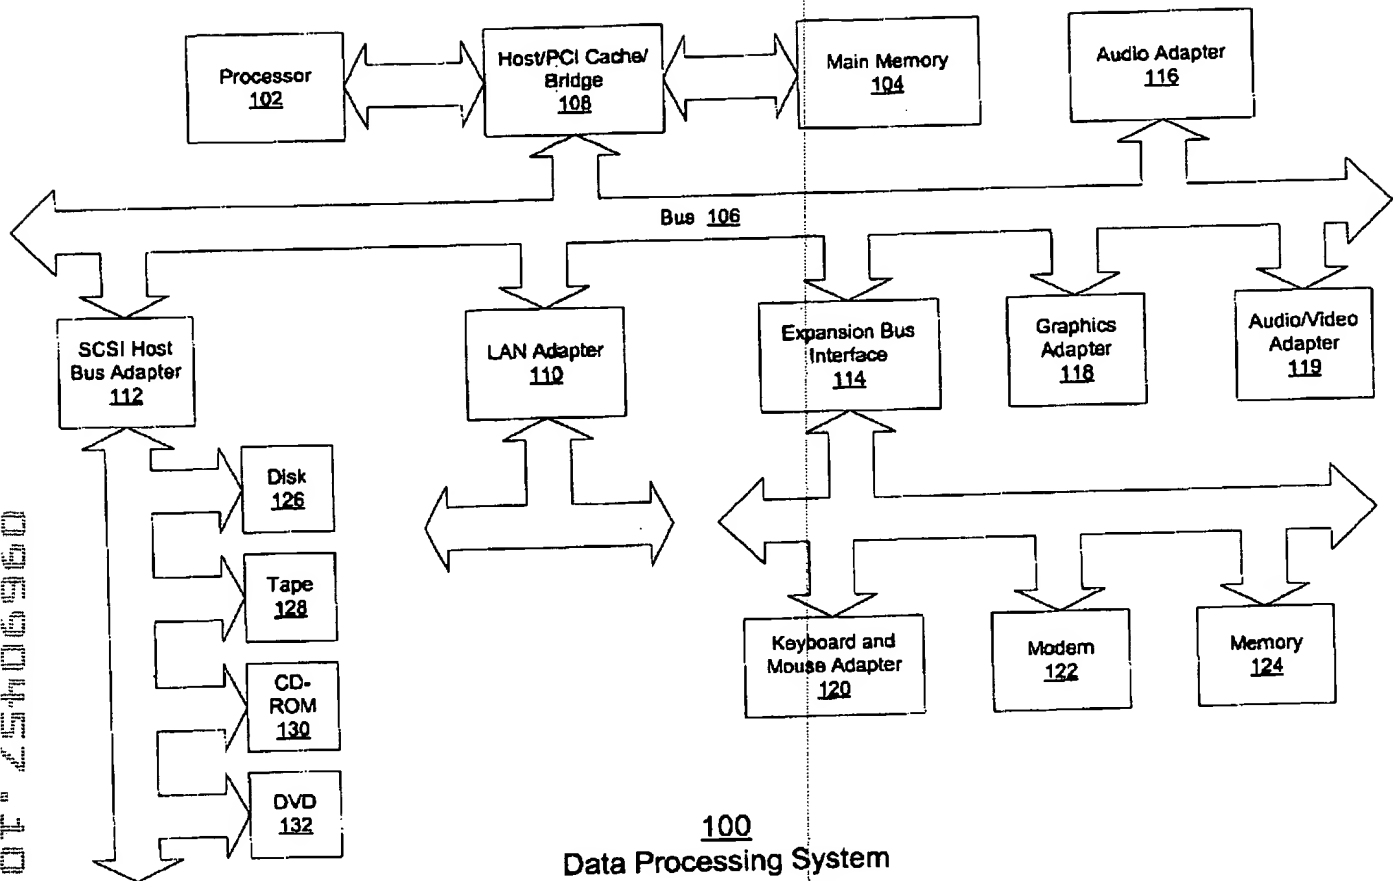 Processor
102
Host/PCI Cache/
Bridge
108
Main Memory
104
Audio Adapter
116
Bus 106
SCSI Host
Bus Adapter
112
LAN Adapter
110
Expansion Bus
Interface
114
Graphics
Adapter
118
Audio/Video
Adapter
119
Disk
126
Tape
128
CD-
ROM
130
DVD
132
Keyboard and
Mouse Adapter
120
Modem
122
Memory
124
100
Data Processing System